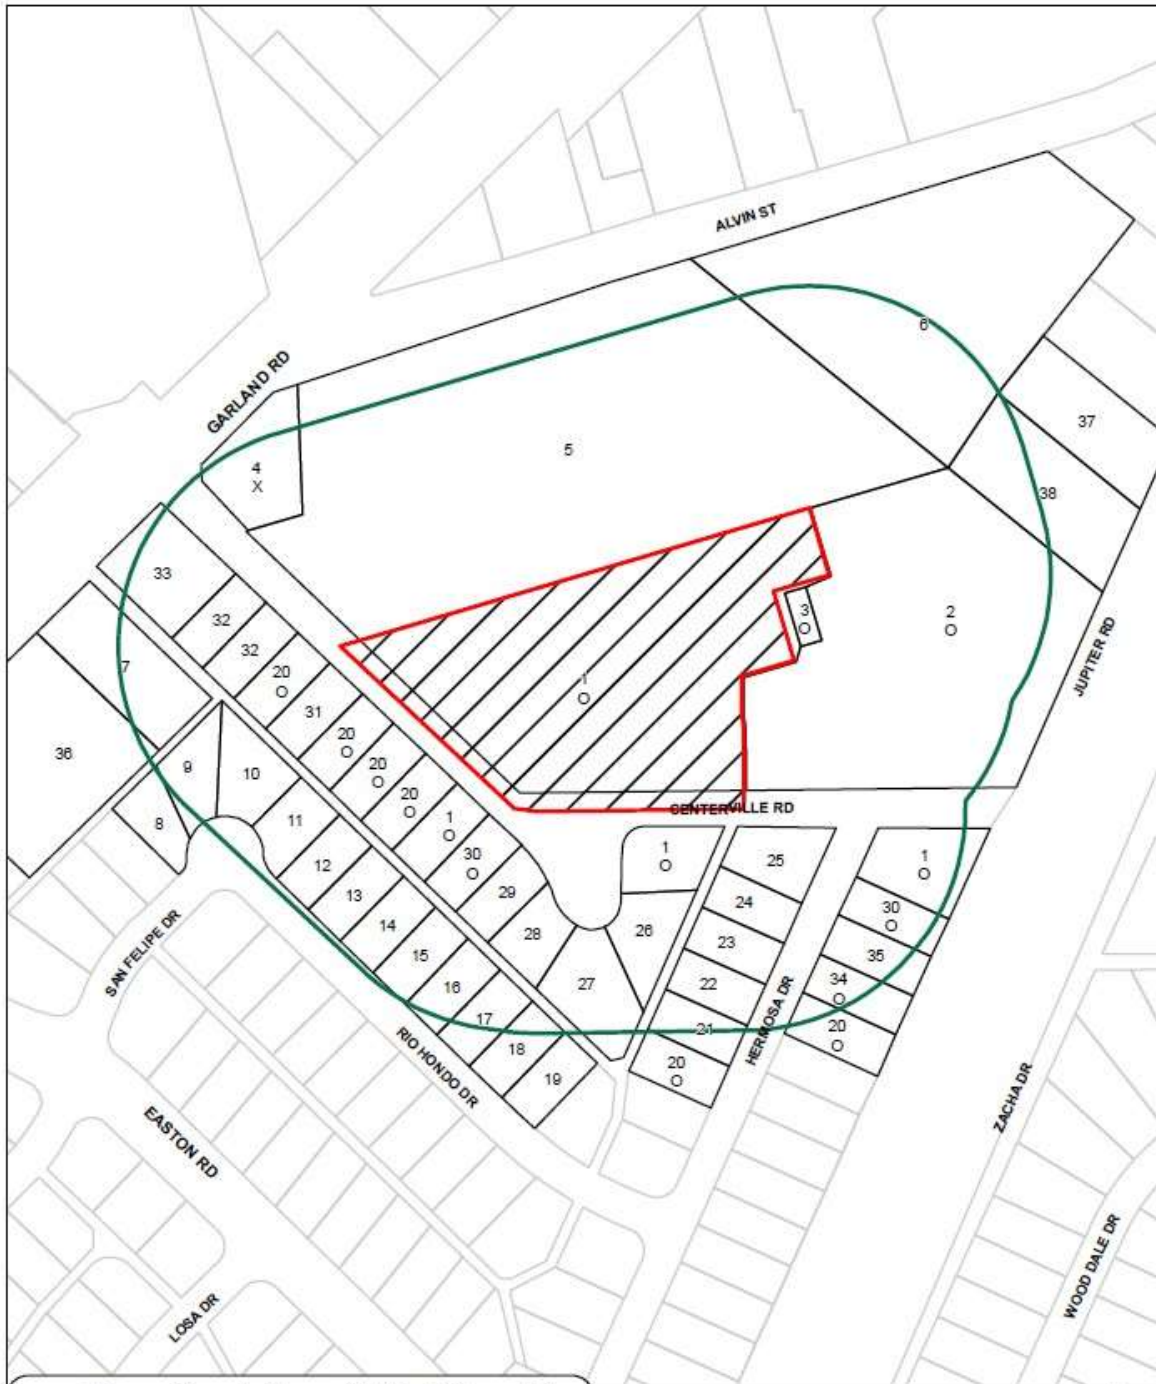 ALVIN ST
6
GARLAND RD
37
5
4
X
38
33
3
O
2
O
32
32
JUPITER RD
7
20
O
1
O
31
20
O
36
20
O
9
10
20
O
CENTERVILLE RD
8
11
1
O
1
O
25
1
O
12
30
O
13
29
24
30
O
14
28
26
23
SAN FELIPE DR
15
35
16
27
22
34
O
17
21
HERMOSA DR
20
O
18
RIO HONDO DR
19
20
O
ZACHA DR
EASTON RD
WOOD DALE DR
LOSA DR